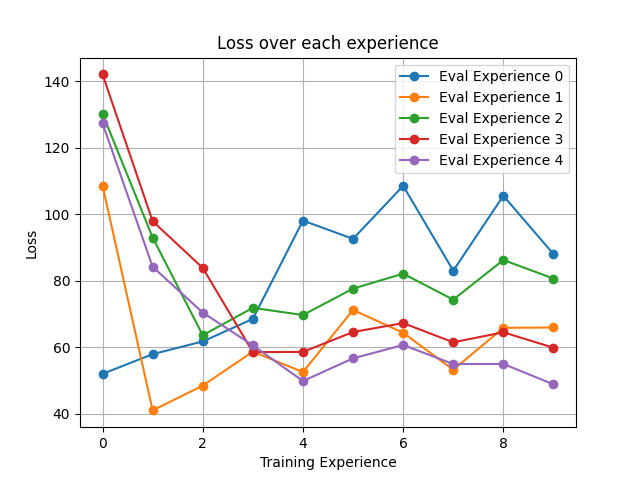 Loss over each experience
140
120
100
80
60
40
Loss
0
2
4
6
8
Training Experience
Eval Experience 0
Eval Experience 1
Eval Experience 2
Eval Experience 3
Eval Experience 4